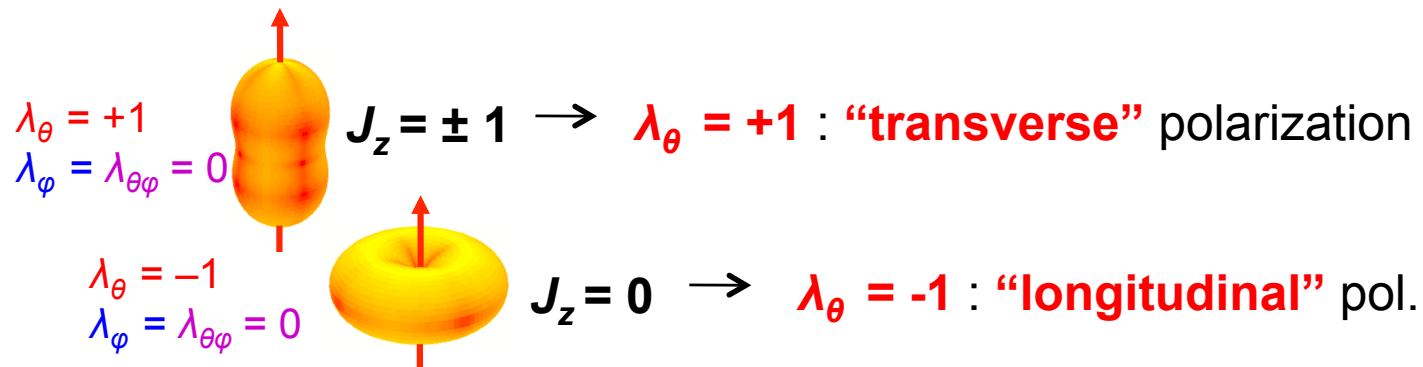 λθ = +1
λφ = λθφ = 0
Jz = ± 1 → λθ = +1 : “transverse” polarization
λθ = –1
λφ = λθφ = 0
Jz = 0 → λθ = -1 : “longitudinal” pol.